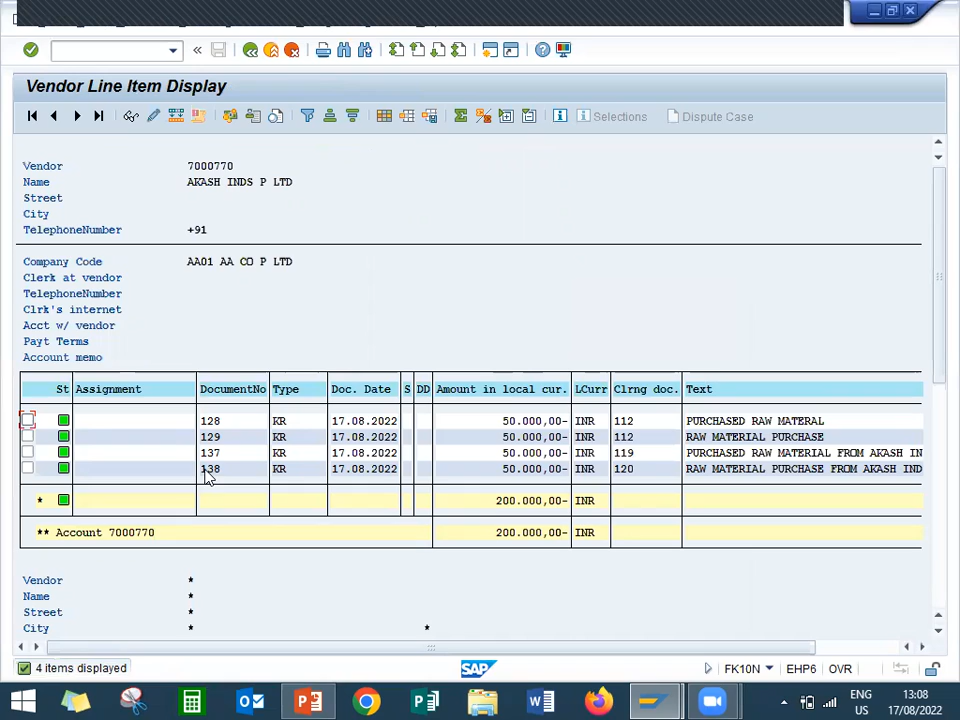 Vendor Line Item Display
Selections Dispute Case
Vendor 7000770
Name AKASH INDS P LTD
Street
City
TelephoneNumber +91
Company Code AA01 AA CO P LTD
Clerk at vendor
TelephoneNumber
Clrk's internet
Acct w/ vendor
Payt Terms
Account memo
St Assignment DocumentNo Type Doc. Date S DD Amount in local cur. LCurr Clrng doc. Text
128 KR 17.08.2022 50.000,00- INR 112 PURCHASED RAW MATERAL
129 KR 17.08.2022 50.000,00- INR 112 RAW MATERIAL PURCHASE
137 KR 17.08.2022 50.000,00- INR 119 PURCHASED RAW MATERIAL FROM AKASH IN
138 KR 17.08.2022 50.000,00- INR 120 RAW MATERIAL PURCHASE FROM AKASH IND
* 200.000,00- INR
** Account 7000770 200.000,00- INR
Vendor *
Name *
Street *
City * *
4 items displayed SAP FK10N EHP6 OVR
ENG 13:08
US 17/08/2022